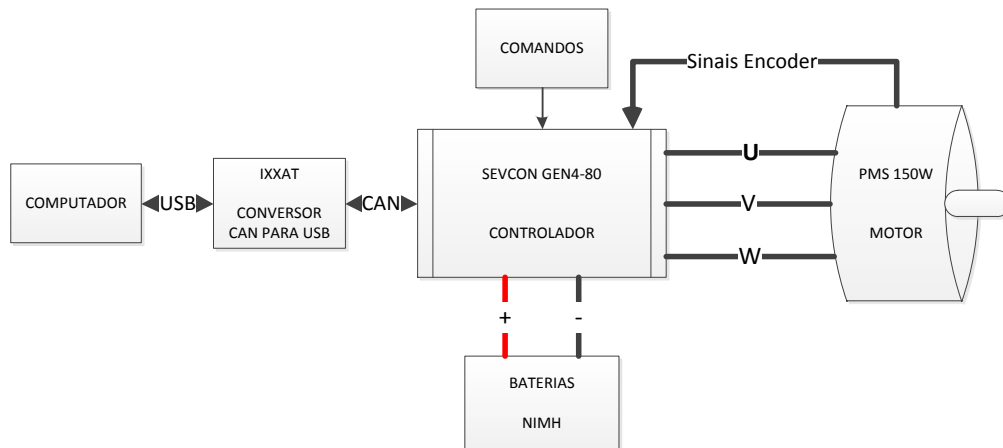 COMANDOS
Sinais Encoder
COMPUTADOR
USB
IXXAT
CONVERSOR
CAN PARA USB
CAN
SEVCON GEN4-80
CONTROLADOR
U
V
W
PMS 150W
MOTOR
+
-
BATERIAS
NIMH